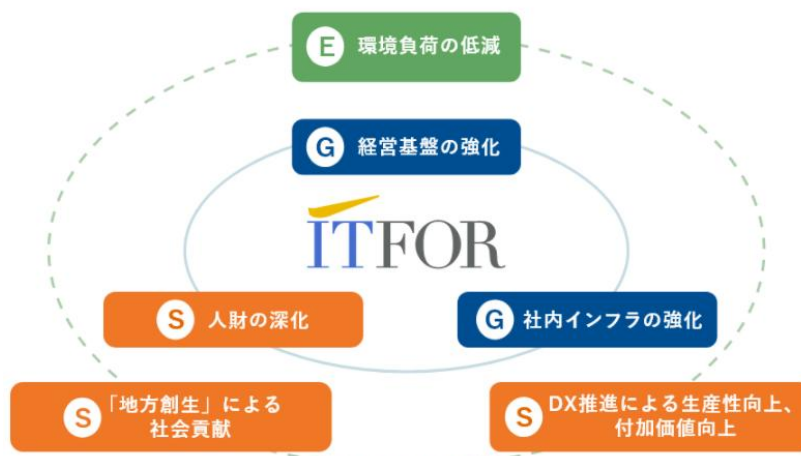 E 環境負荷の低減
G 経営基盤の強化
ITFOR
S 人財の深化
G 社内インフラの強化
S 「地方創生」による
社会貢献
S DX推進による生産性向上、
付加価値向上